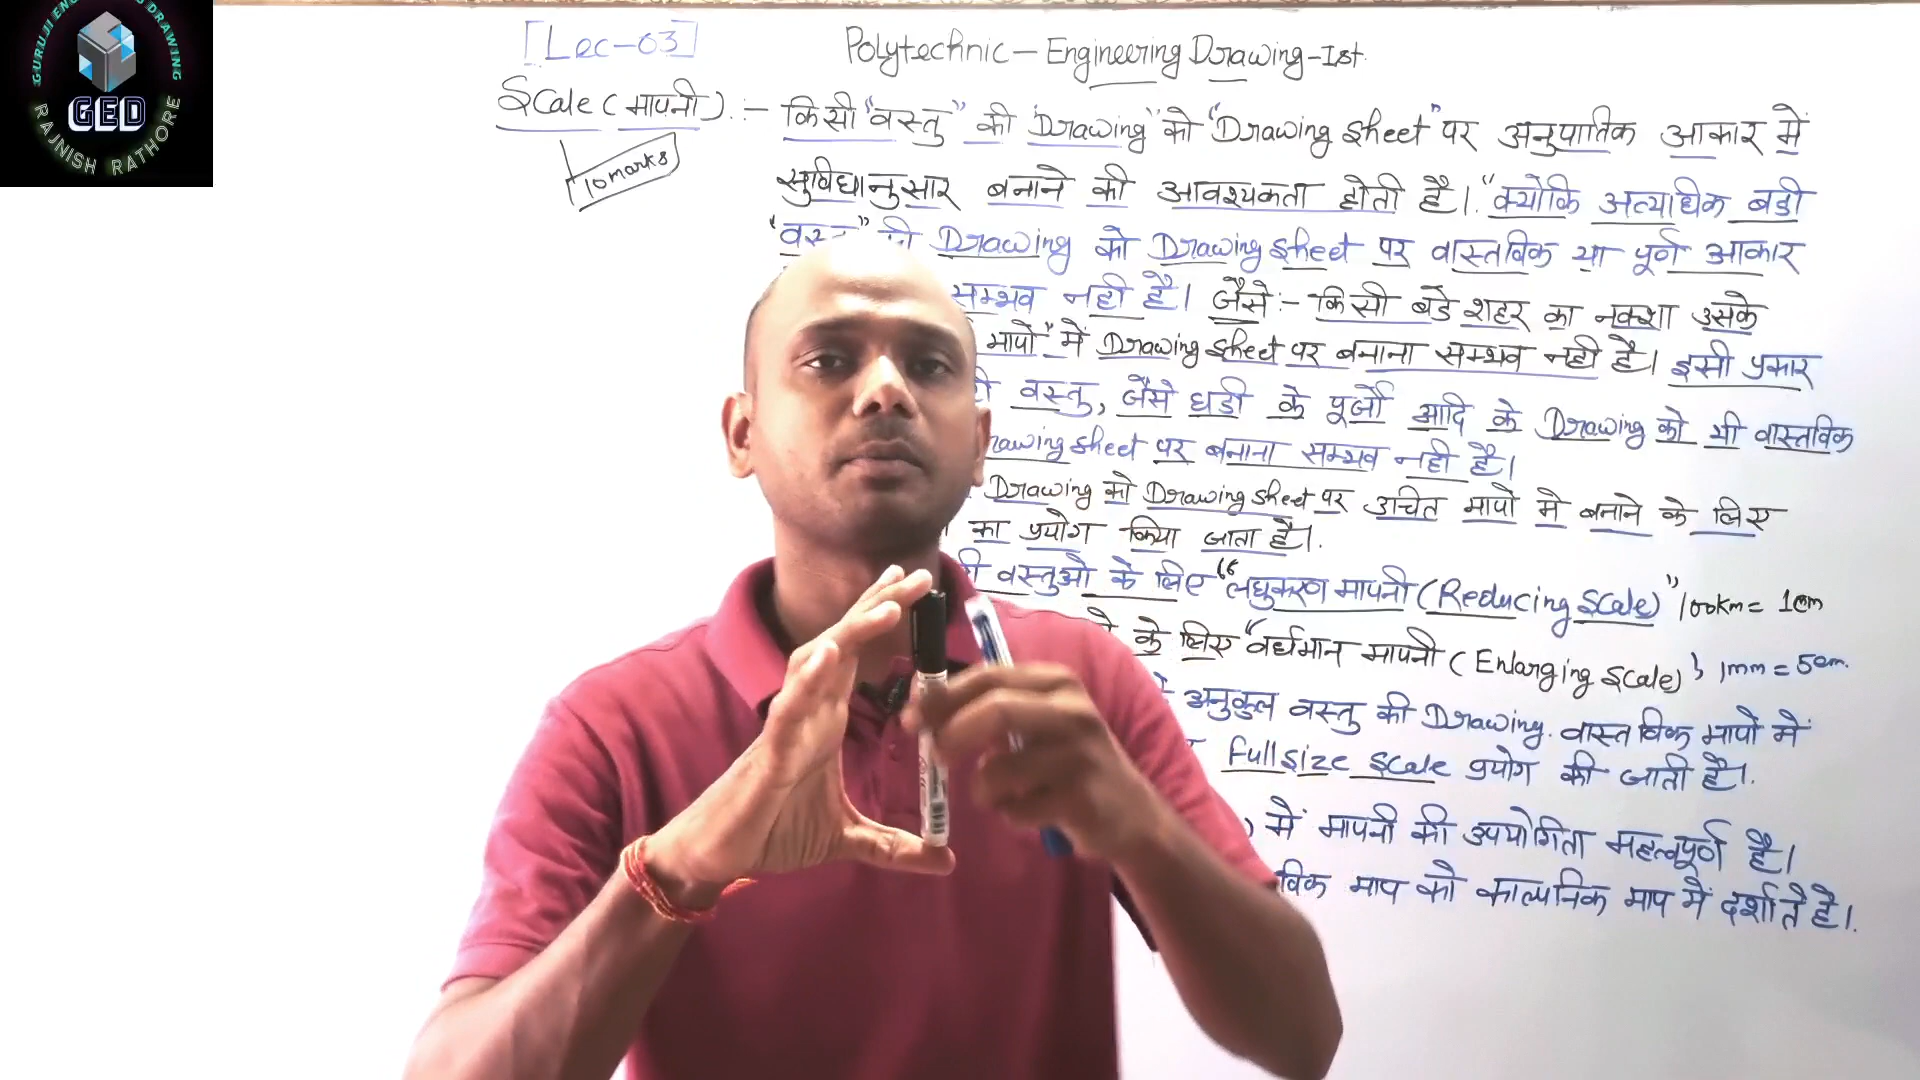 GURUJI ENGINEERING DRAWING
GED
RAJNISH RATHORE
[Lec-03]
Polytechnic - Engineering Drawing-Ist.
Scale (मापनी) :- किसी "वस्तु" की "Drawing" को "Drawing sheet" पर अनुपातिक आकार में
10 marks
सुविधानुसार बनाने की आवश्यकता होती है। "क्योकि अत्याधिक बडी
"वस्तु" की Drawing को Drawing sheet पर वास्तविक या पूर्ण आकार
सम्भव नही है। जैसे:- किसी बडे शहर का नक्शा उसके
मापो" में Drawing sheet पर बनाना सम्भव नही है। इसी प्रकार
वस्तु, जैसे घडी के पूर्जो आदि के Drawing को भी वास्तविक
Drawing sheet पर बनाना सम्भव नही है।
Drawing को Drawing sheet पर उचित मापो मे बनाने के लिए
का प्रयोग किया जाता है।
वस्तुओ के लिए "लघुकरण मापनी (Reducing Scale)" 100km = 1cm
के लिए "वर्धमान मापनी (Enlarging Scale)" 1mm = 5cm.
अनुकुल वस्तु की Drawing. वास्तविक मापो में
full size scale प्रयोग की जाती है।
में मापनी की उपयोगिता महत्वपूर्ण है।
विक माप को काल्पनिक माप में दर्शाते है।